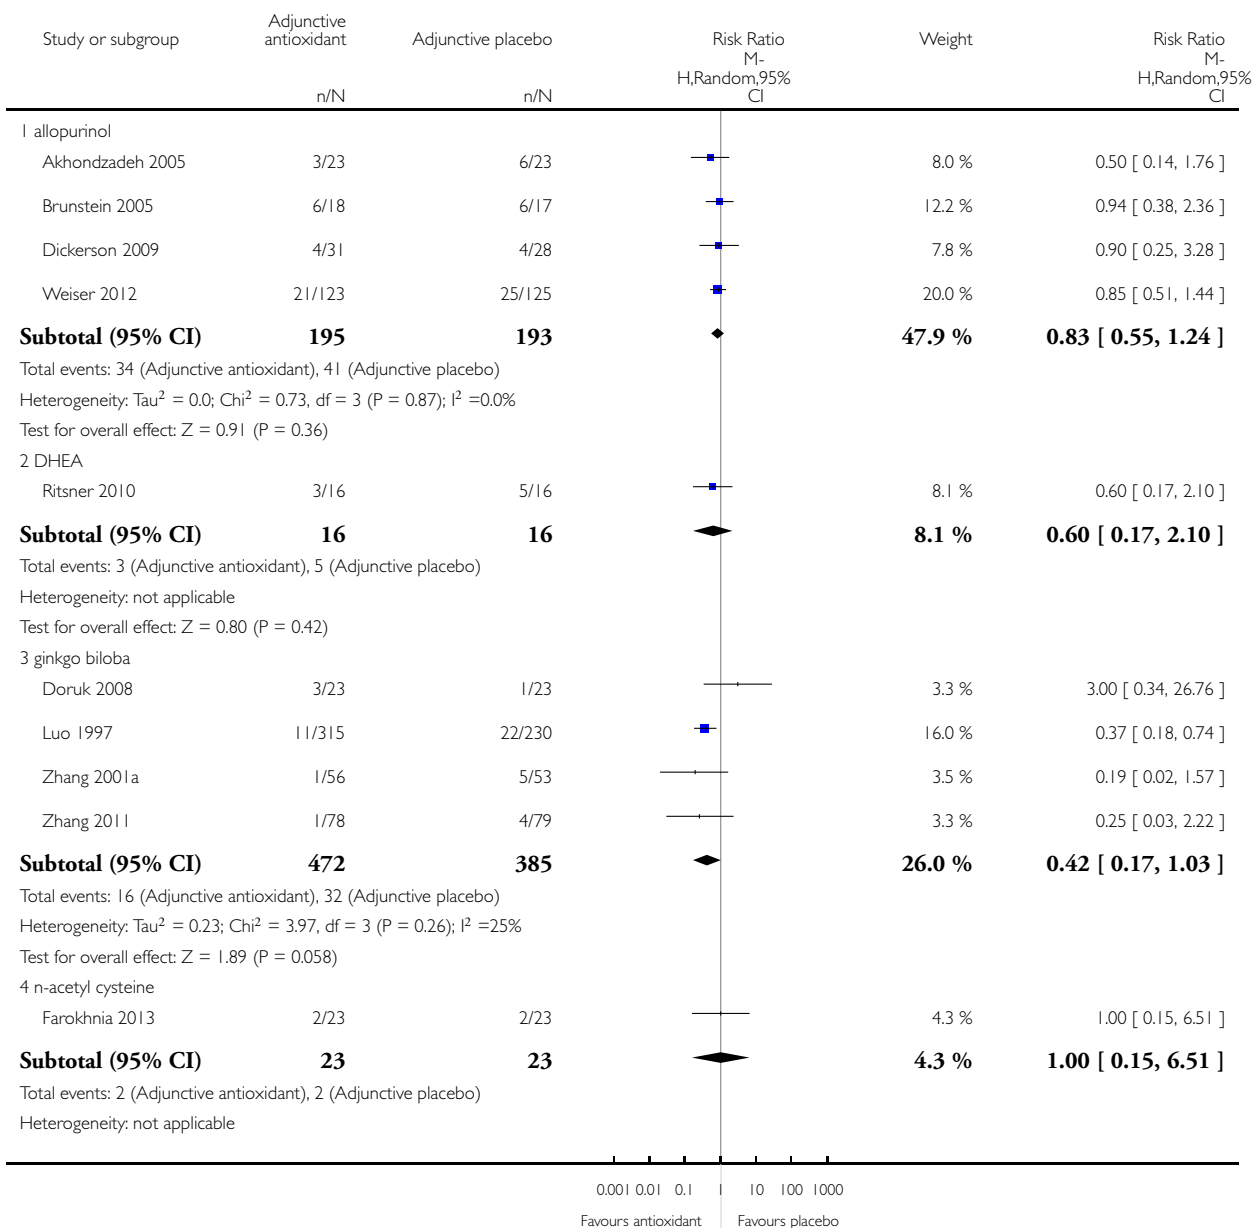 Study or subgroup Adjunctive antioxidant Adjunctive placebo Risk Ratio Weight Risk Ratio
n/N n/N M-H,Random,95% CI M-H,Random,95% CI
1 allopurinol
Akhondzadeh 2005 3/23 6/23 8.0 % 0.50 [ 0.14, 1.76 ]
Brunstein 2005 6/18 6/17 12.2 % 0.94 [ 0.38, 2.36 ]
Dickerson 2009 4/31 4/28 7.8 % 0.90 [ 0.25, 3.28 ]
Weiser 2012 21/123 25/125 20.0 % 0.85 [ 0.51, 1.44 ]
Subtotal (95% CI) 195 193 47.9 % 0.83 [ 0.55, 1.24 ]
Total events: 34 (Adjunctive antioxidant), 41 (Adjunctive placebo)
Heterogeneity: Tau² = 0.0; Chi² = 0.73, df = 3 (P = 0.87); I² =0.0%
Test for overall effect: Z = 0.91 (P = 0.36)
2 DHEA
Ritsner 2010 3/16 5/16 8.1 % 0.60 [ 0.17, 2.10 ]
Subtotal (95% CI) 16 16 8.1 % 0.60 [ 0.17, 2.10 ]
Total events: 3 (Adjunctive antioxidant), 5 (Adjunctive placebo)
Heterogeneity: not applicable
Test for overall effect: Z = 0.80 (P = 0.42)
3 ginkgo biloba
Doruk 2008 3/23 1/23 3.3 % 3.00 [ 0.34, 26.76 ]
Luo 1997 11/315 22/230 16.0 % 0.37 [ 0.18, 0.74 ]
Zhang 2001a 1/56 5/53 3.5 % 0.19 [ 0.02, 1.57 ]
Zhang 2011 1/78 4/79 3.3 % 0.25 [ 0.03, 2.22 ]
Subtotal (95% CI) 472 385 26.0 % 0.42 [ 0.17, 1.03 ]
Total events: 16 (Adjunctive antioxidant), 32 (Adjunctive placebo)
Heterogeneity: Tau² = 0.23; Chi² = 3.97, df = 3 (P = 0.26); I² =25%
Test for overall effect: Z = 1.89 (P = 0.058)
4 n-acetyl cysteine
Farokhnia 2013 2/23 2/23 4.3 % 1.00 [ 0.15, 6.51 ]
Subtotal (95% CI) 23 23 4.3 % 1.00 [ 0.15, 6.51 ]
Total events: 2 (Adjunctive antioxidant), 2 (Adjunctive placebo)
Heterogeneity: not applicable
0.001 0.01 0.1 1 10 100 1000
Favours antioxidant Favours placebo